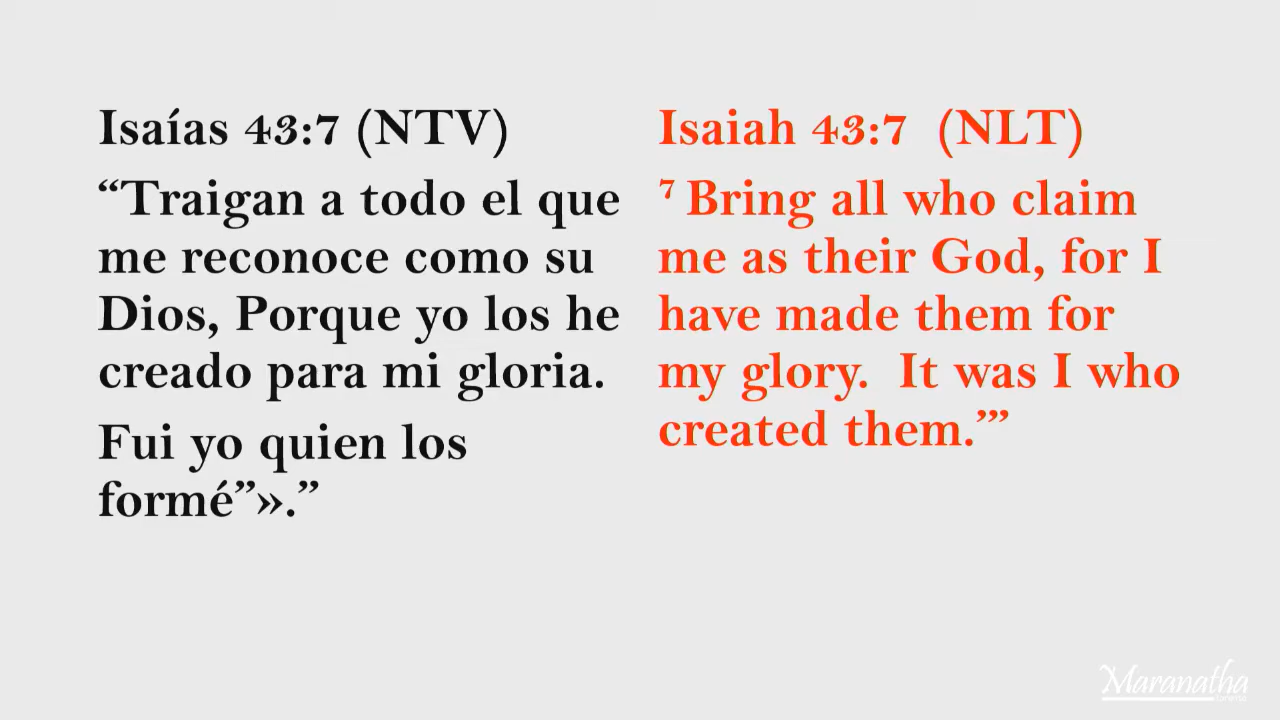 Isaías 43:7 (NTV)
“Traigan a todo el que
me reconoce como su
Dios, Porque yo los he
creado para mi gloria.
Fui yo quien los
formé”».”
Isaiah 43:7 (NLT)
7 Bring all who claim
me as their God, for I
have made them for
my glory. It was I who
created them.’”
Maranatha